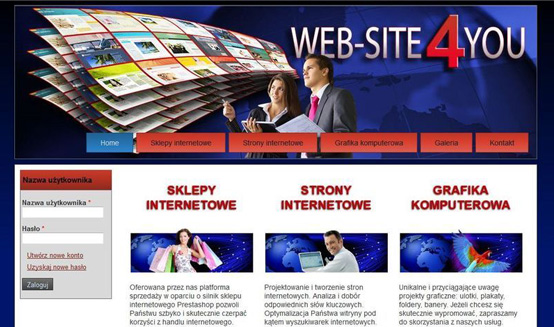 WEB-SITE4YOU
Home
Sklepy internetowe
Strony internetowe
Grafika komputerowa
Galeria
Kontakt
Nazwa użytkownika
Nazwa użytkownika *
Hasło *
Utwórz nowe konto
Uzyskaj nowe hasło
Zaloguj
SKLEPY
INTERNETOWE
Oferowana przez nas platforma
sprzedaży w oparciu o silnik sklepu
internetowego Prestashop pozwoli
Państwu szybko i skutecznie czerpać
korzyści z handlu internetowego.
STRONY
INTERNETOWE
Projektowanie i tworzenie stron
internetowych. Analiza i dobór
odpowiednich słów kluczowych.
Optymalizacja Państwa witryny pod
kątem wyszukiwarek internetowych.
GRAFIKA
KOMPUTEROWA
Unikalne i przyciągające uwagę
projekty graficzne: ulotki, plakaty,
foldery, banery. Jeżeli chcesz się
skutecznie wypromować, zapraszamy
do skorzystania z naszych usług.